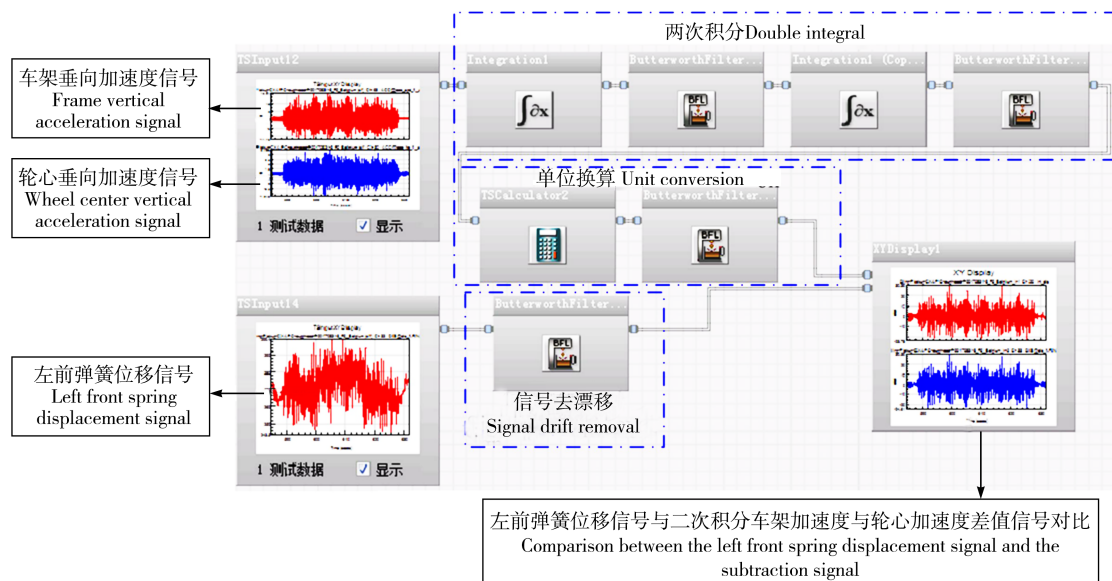 两次积分Double integral
TSInput12
Integration1
ButterworthFilter...
Integration1 (Cop...
ButterworthFilter...
车架垂向加速度信号
Frame vertical
acceleration signal
∫∂x
BFL
∫∂x
BFL
轮心垂向加速度信号
Wheel center vertical
acceleration signal
1 测试数据
显示
单位换算 Unit conversion
TSCalculator2
ButterworthFilter...
BFL
XYDisplay1
XY Display
TSInput14
ButterworthFilter...
BFL
左前弹簧位移信号
Left front spring
displacement signal
信号去漂移
Signal drift removal
1 测试数据
显示
左前弹簧位移信号与二次积分车架加速度与轮心加速度差值信号对比
Comparison between the left front spring displacement signal and the
subtraction signal